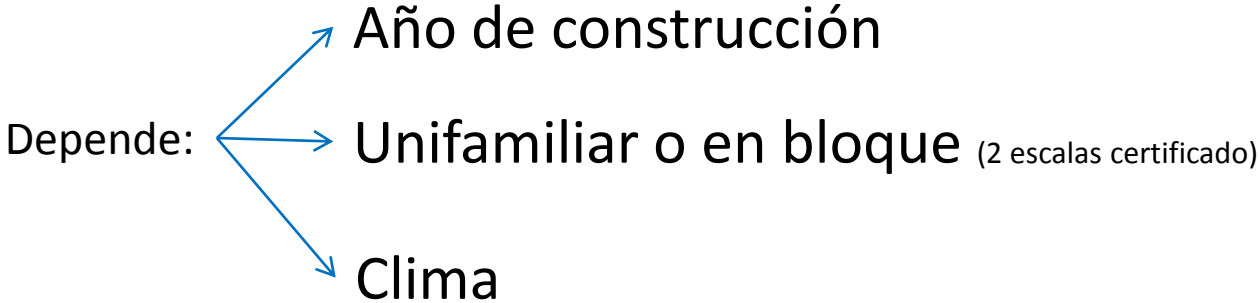 Año de construcción
Depende:
Unifamiliar o en bloque (2 escalas certificado)
Clima